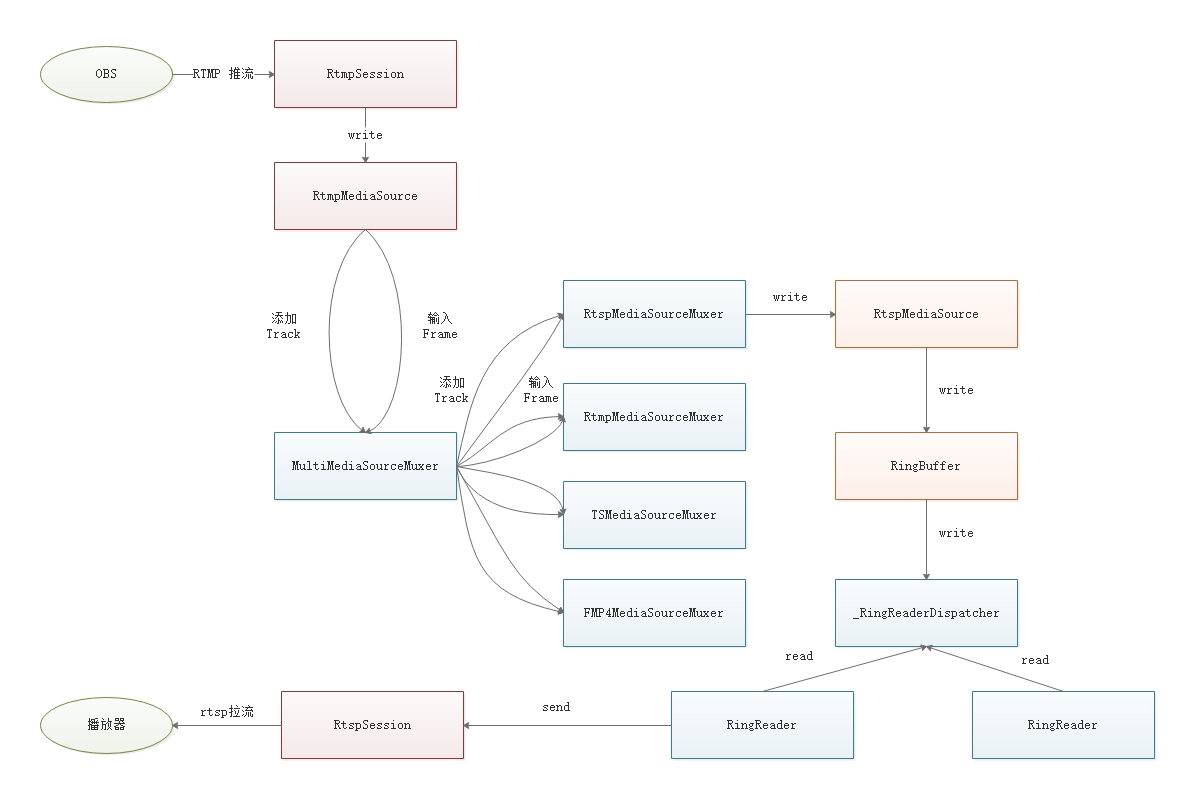 OBS
RTMP 推流
RtmpSession
write
RtmpMediaSource
添加
Track
输入
Frame
RtspMediaSourceMuxer
write
RtspMediaSource
添加
Track
输入
Frame
RtmpMediaSourceMuxer
write
MultiMediaSourceMuxer
RingBuffer
TSMediaSourceMuxer
write
FMP4MediaSourceMuxer
_RingReaderDispatcher
read
read
播放器
rtsp拉流
RtspSession
send
RingReader
RingReader